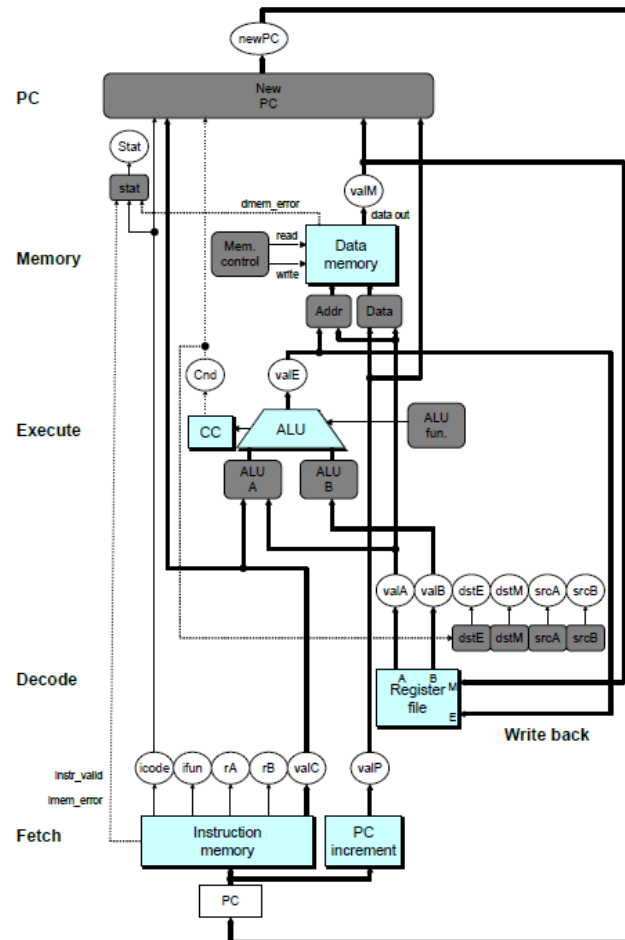 newPC
PC
New
PC
Stat
stat
valM
data out
dmem_error
Memory
Mem.
control
read
write
Data
memory
Addr
Data
Cnd
valE
Execute
CC
ALU
ALU
fun.
ALU
A
ALU
B
valA
valB
dstE
dstM
srcA
srcB
dstE
dstM
srcA
srcB
Decode
A
B
Register
file
M
E
Write back
instr_valid
imem_error
icode
ifun
rA
rB
valC
valP
Fetch
Instruction
memory
PC
increment
PC